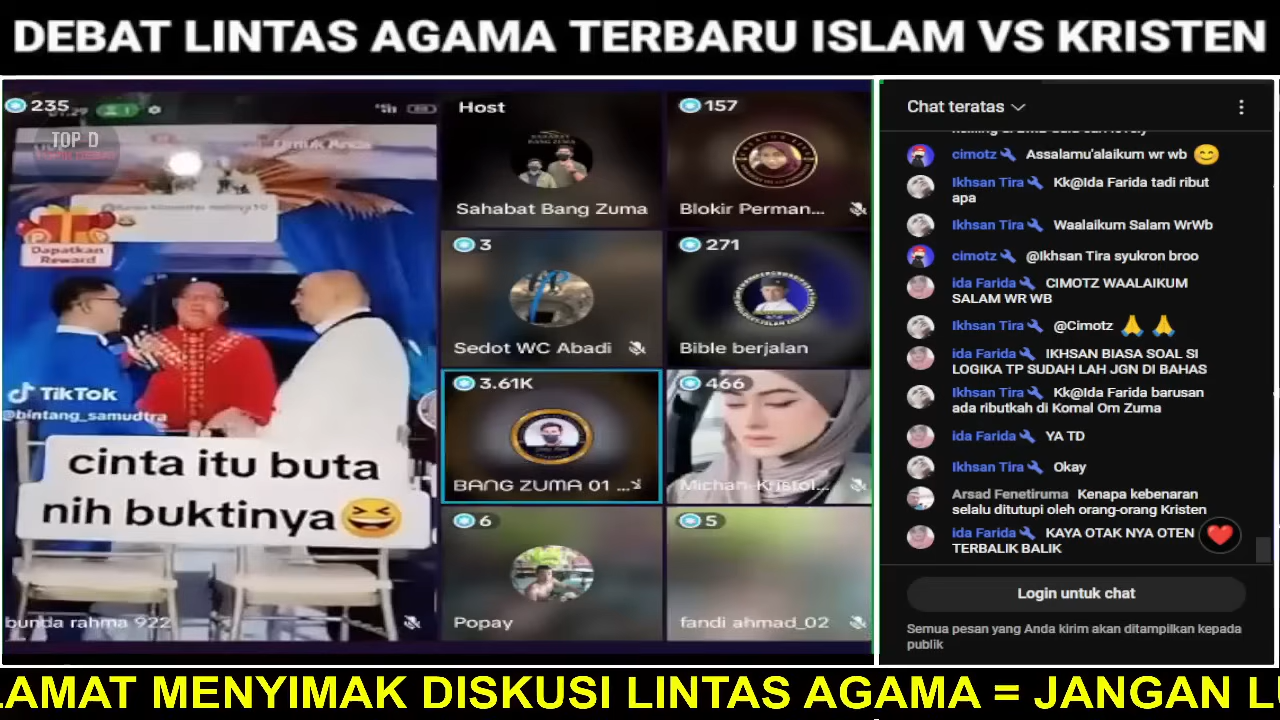 DEBAT LINTAS AGAMA TERBARU ISLAM VS KRISTEN
235
TOP D
Untuk Anda
Dapatkan
Reward
TikTok
@bintang_samudtra
cinta itu buta
nih buktinya😆
bunda rahma 922
Host
Sahabat Bang Zuma
157
Blokir Perman...
3
Sedot WC Abadi
271
Bible berjalan
3.61K
BANG ZUMA 01 ...
466
Michan-Kristol...
6
Popay
5
fandi ahmad_02
Chat teratas
cimotz Assalamu'alaikum wr wb 😊
Ikhsan Tira Kk@Ida Farida tadi ribut
apa
Ikhsan Tira Waalaikum Salam WrWb
cimotz @Ikhsan Tira syukron broo
ida Farida CIMOTZ WAALAIKUM
SALAM WR WB
Ikhsan Tira @Cimotz 🙏 🙏
ida Farida IKHSAN BIASA SOAL SI
LOGIKA TP SUDAH LAH JGN DI BAHAS
Ikhsan Tira Kk@Ida Farida barusan
ada ributkah di Komal Om Zuma
ida Farida YA TD
Ikhsan Tira Okay
Arsad Fenetiruma Kenapa kebenaran
selalu ditutupi oleh orang-orang Kristen
ida Farida KAYA OTAK NYA OTEN
TERBALIK BALIK
Login untuk chat
Semua pesan yang Anda kirim akan ditampilkan kepada
publik
LAMAT MENYIMAK DISKUSI LINTAS AGAMA = JANGAN L